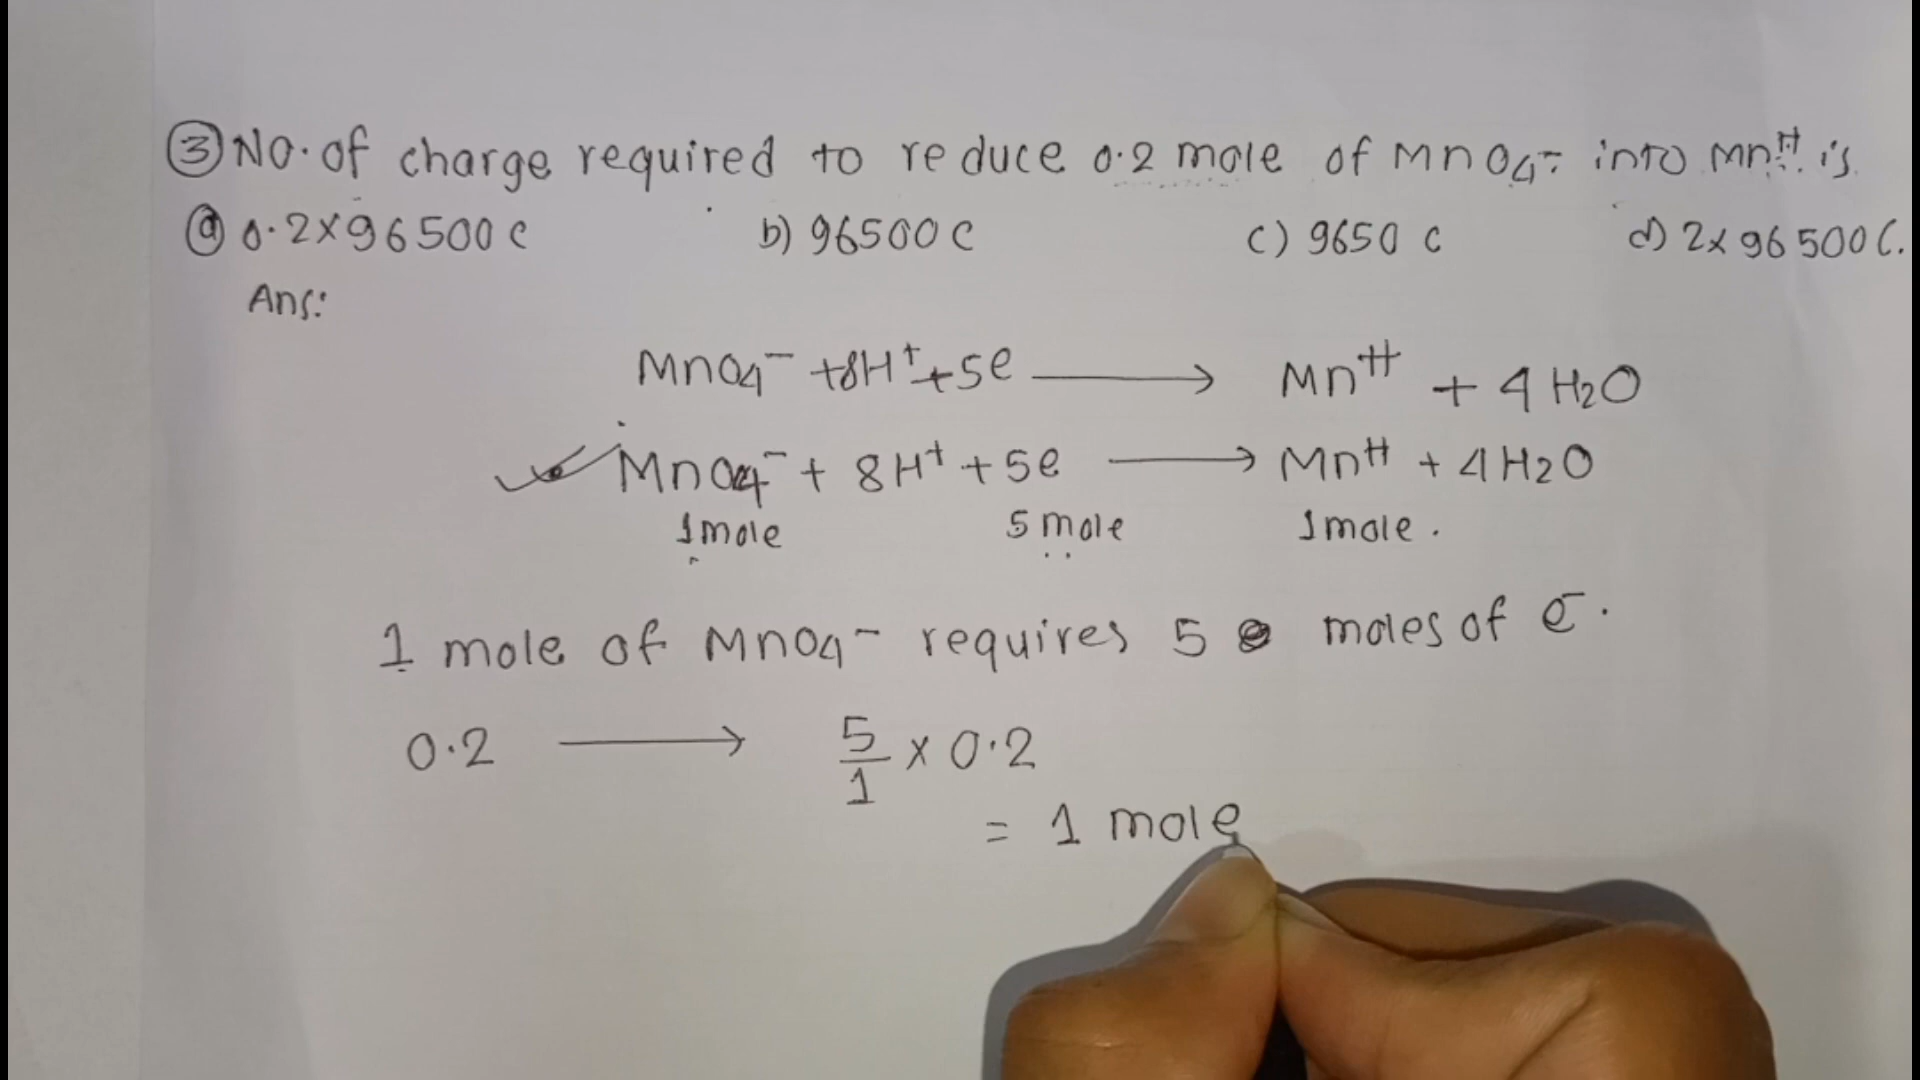 ③ No. of charge required to reduce 0.2 mole of MnO4- into Mn++ is
ⓐ 0.2×96500 C b) 96500 C c) 9650 C d) 2×96500 C.
Ans:
MnO4- +8H+ +5e ⟶ Mn++ + 4H2O
✓ MnO4- + 8H+ + 5e ⟶ Mn++ + 4H2O
1mole 5 mole 1mole.
1 mole of MnO4- requires 5 moles of e-.
0.2 ⟶ 5/1 × 0.2
= 1 mole